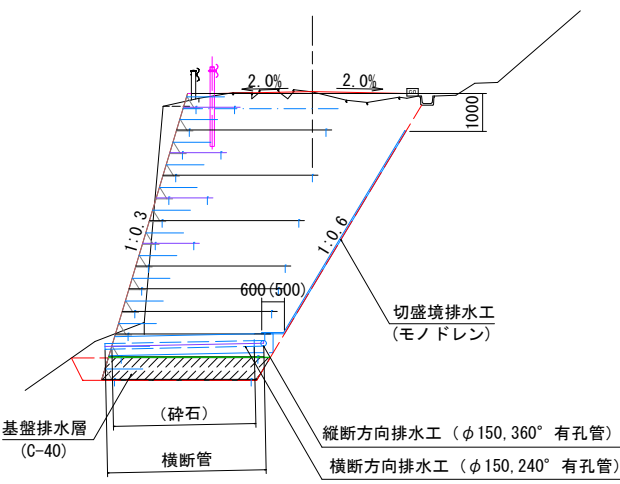 2.0%
2.0%
1000
1:0.3
1:0.6
600(500)
切盛境排水工
(モノドレン)
基盤排水層
(C-40)
(砕石)
横断管
縦断方向排水工（φ150,360°有孔管）
横断方向排水工（φ150,240°有孔管）